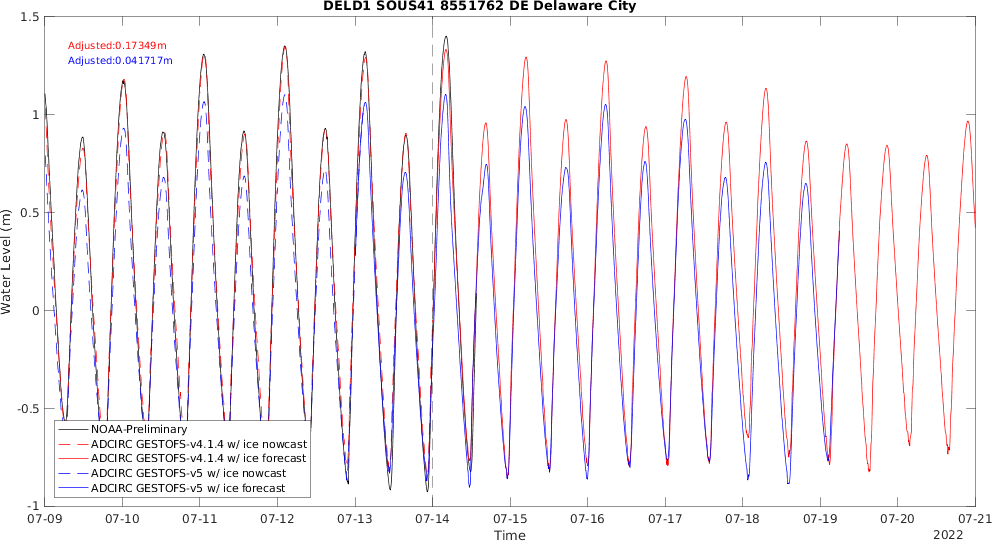 DELD1 SOUS41 8551762 DE Delaware City
Adjusted:0.17349m
Adjusted:0.041717m
Water Level (m)
1.5
1
0.5
0
-0.5
-1
NOAA-Preliminary
ADCIRC GESTOFS-v4.1.4 w/ ice nowcast
ADCIRC GESTOFS-v4.1.4 w/ ice forecast
ADCIRC GESTOFS-v5 w/ ice nowcast
ADCIRC GESTOFS-v5 w/ ice forecast
07-09 07-10 07-11 07-12 07-13 07-14 07-15 07-16 07-17 07-18 07-19 07-20 07-21
Time
2022